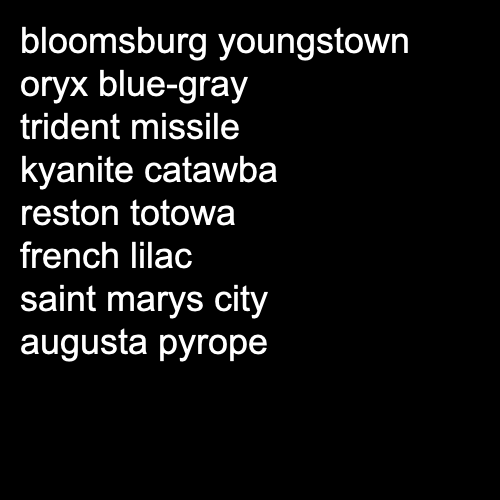 bloomsburg youngstown
oryx blue-gray
trident missile
kyanite catawba
reston totowa
french lilac
saint marys city
augusta pyrope